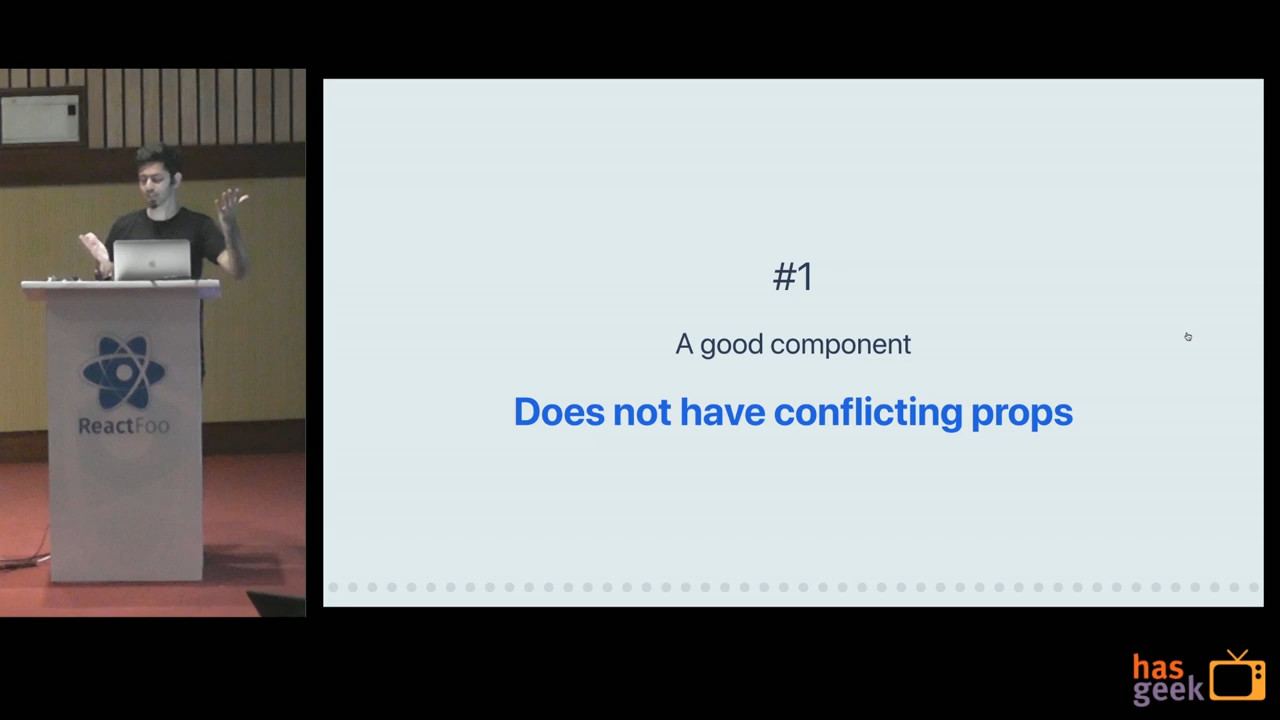 #1
A good component
Does not have conflicting props
ReactFoo
has
geek